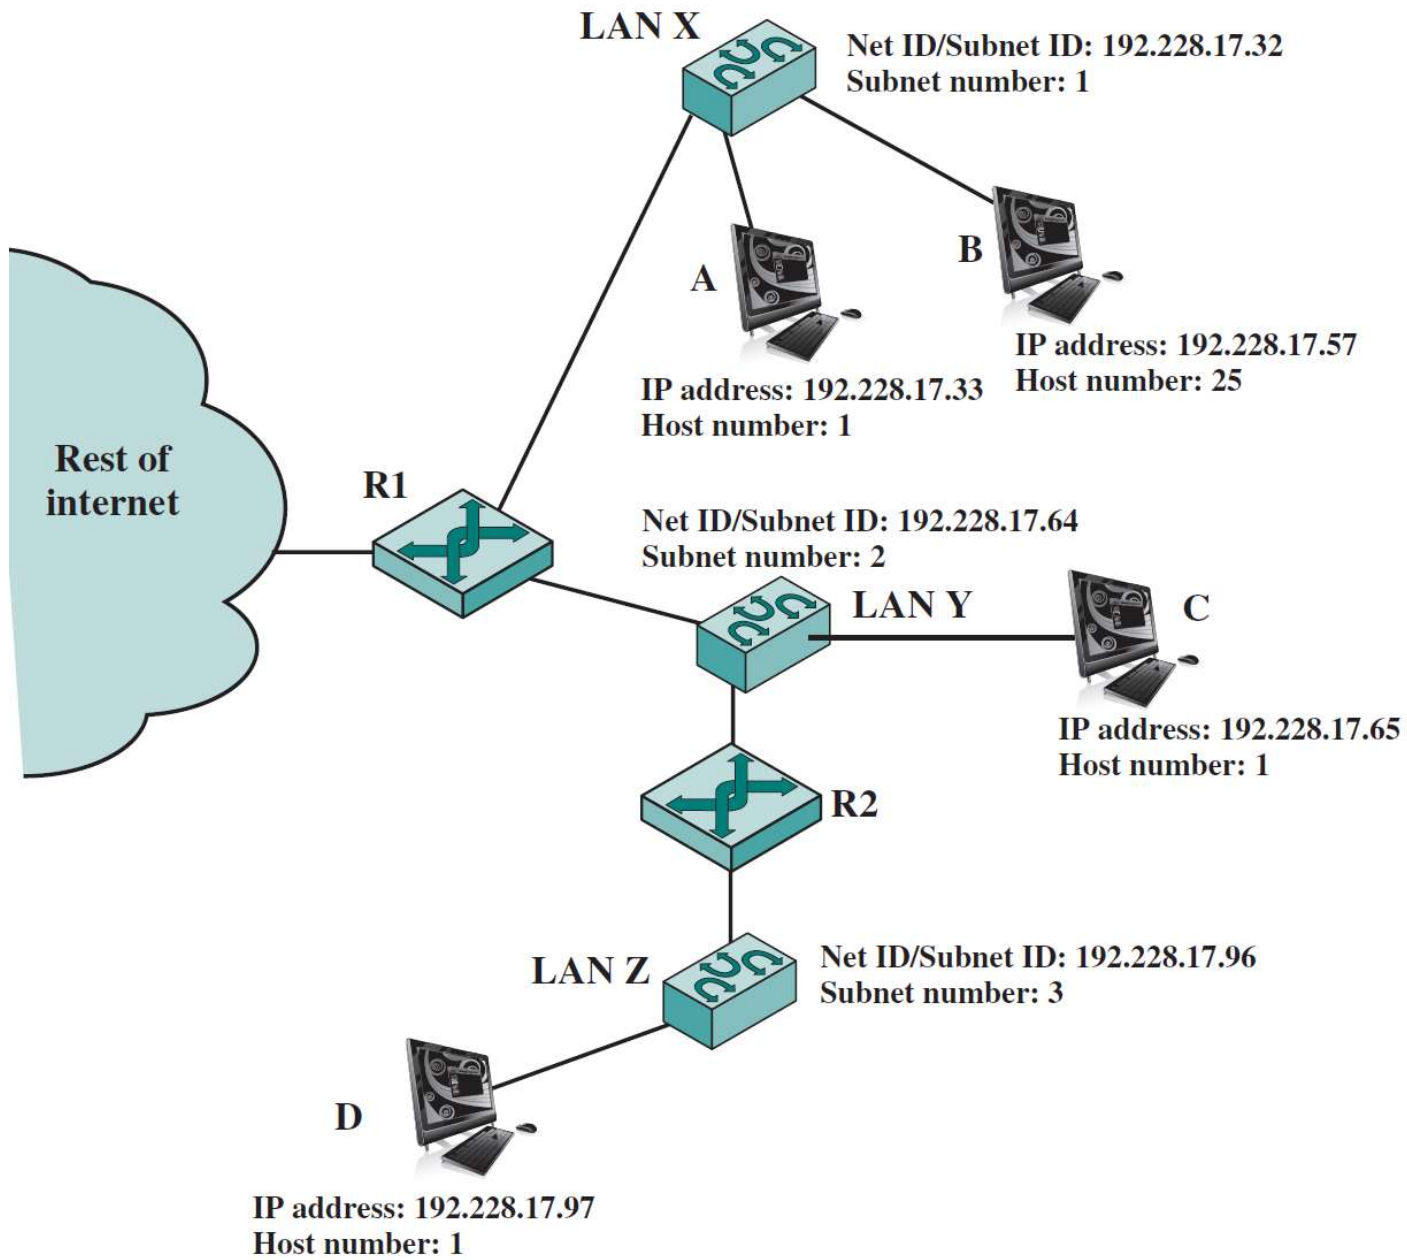 LAN X
Net ID/Subnet ID: 192.228.17.32
Subnet number: 1
A
B
IP address: 192.228.17.57
Host number: 25
IP address: 192.228.17.33
Host number: 1
Rest of
internet
R1
Net ID/Subnet ID: 192.228.17.64
Subnet number: 2
LAN Y
C
IP address: 192.228.17.65
Host number: 1
R2
LAN Z
Net ID/Subnet ID: 192.228.17.96
Subnet number: 3
D
IP address: 192.228.17.97
Host number: 1